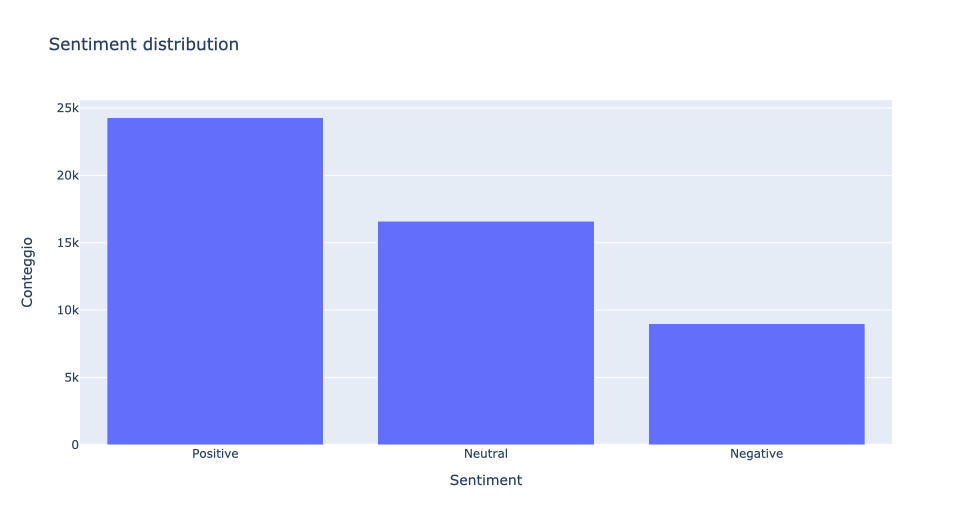 Sentiment distribution
25k
20k
15k
10k
5k
0
Conteggio
Positive
Neutral
Negative
Sentiment